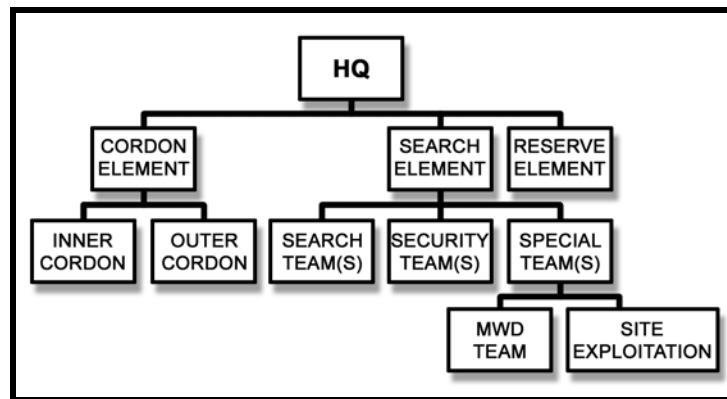 HQ
CORDON
ELEMENT
SEARCH
ELEMENT
RESERVE
ELEMENT
INNER
CORDON
OUTER
CORDON
SEARCH
TEAM(S)
SECURITY
TEAM(S)
SPECIAL
TEAM(S)
MWD
TEAM
SITE
EXPLOITATION